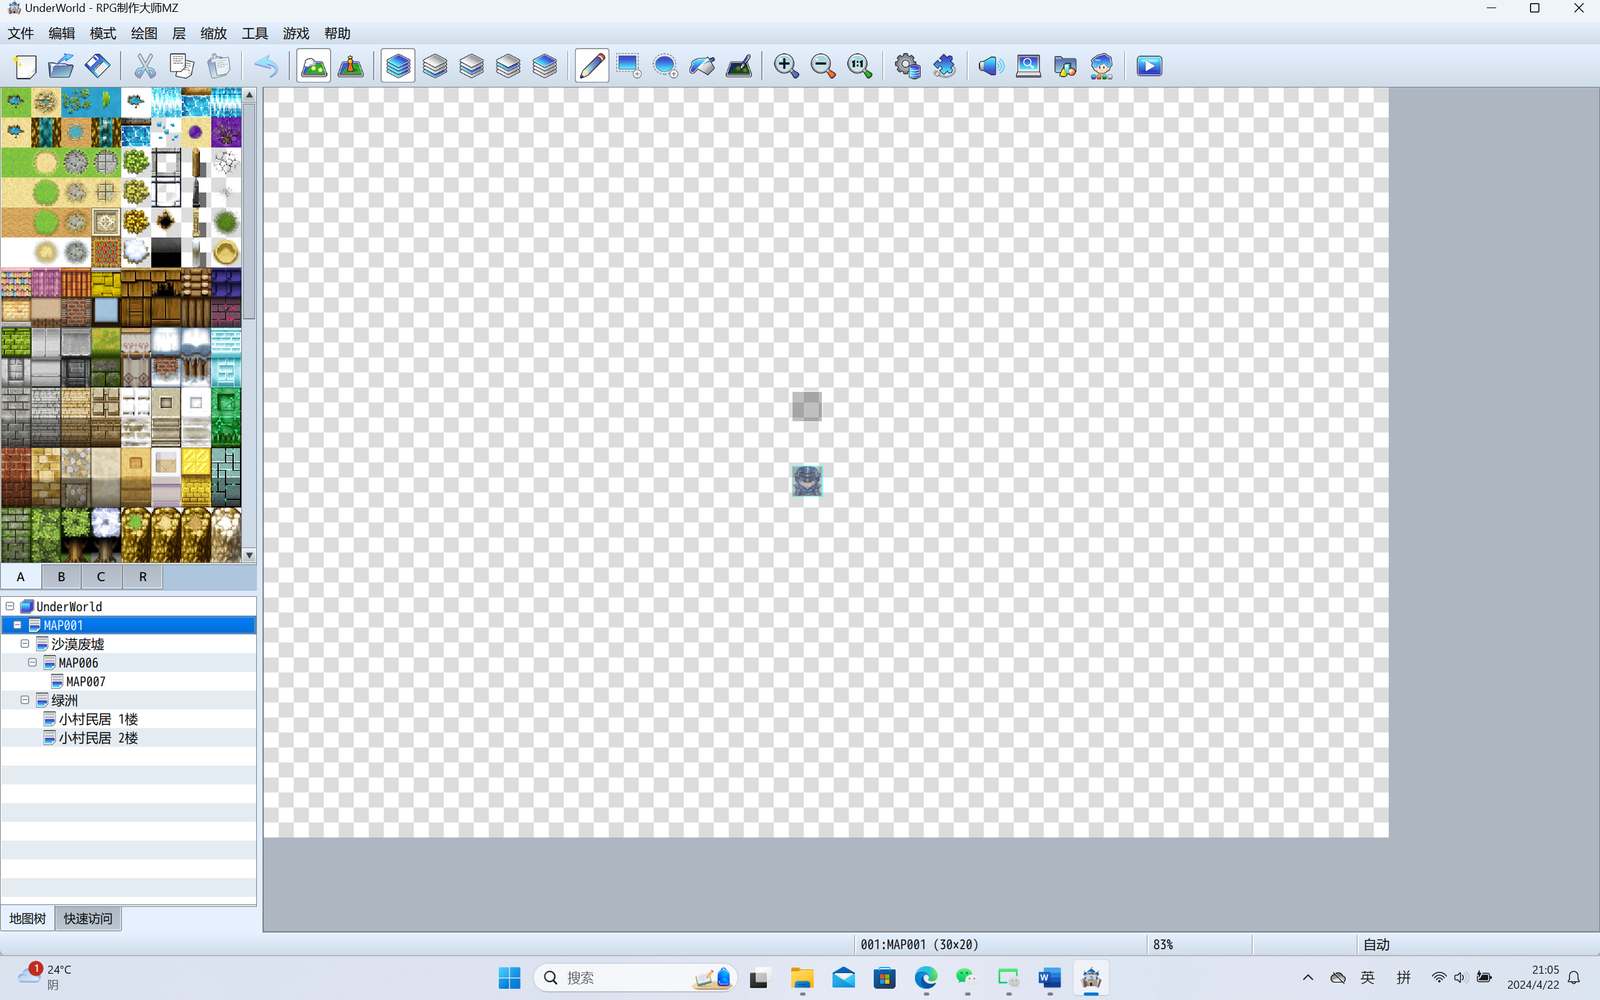 UnderWorld - RPG制作大师MZ
文件 编辑 模式 绘图 层 缩放 工具 游戏 帮助
1:1
A B C R
UnderWorld
MAP001
沙漠废墟
MAP006
MAP007
绿洲
小村民居 1楼
小村民居 2楼
地图树 快速访问
001:MAP001 (30x20) 83% 自动
1
24°C
阴
搜索
W
英 拼
21:05
2024/4/22